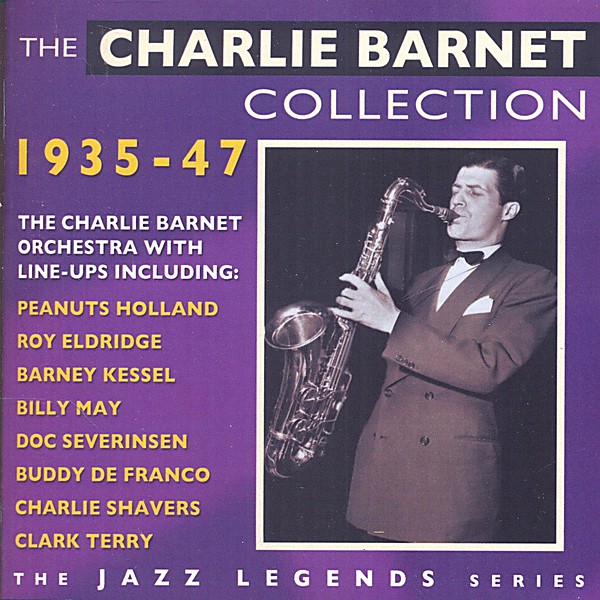 THE CHARLIE BARNET
COLLECTION
1935-47
THE CHARLIE BARNET
ORCHESTRA WITH
LINE-UPS INCLUDING:
PEANUTS HOLLAND
ROY ELDRIDGE
BARNEY KESSEL
BILLY MAY
DOC SEVERINSEN
BUDDY DE FRANCO
CHARLIE SHAVERS
CLARK TERRY
THE JAZZ LEGENDS SERIES